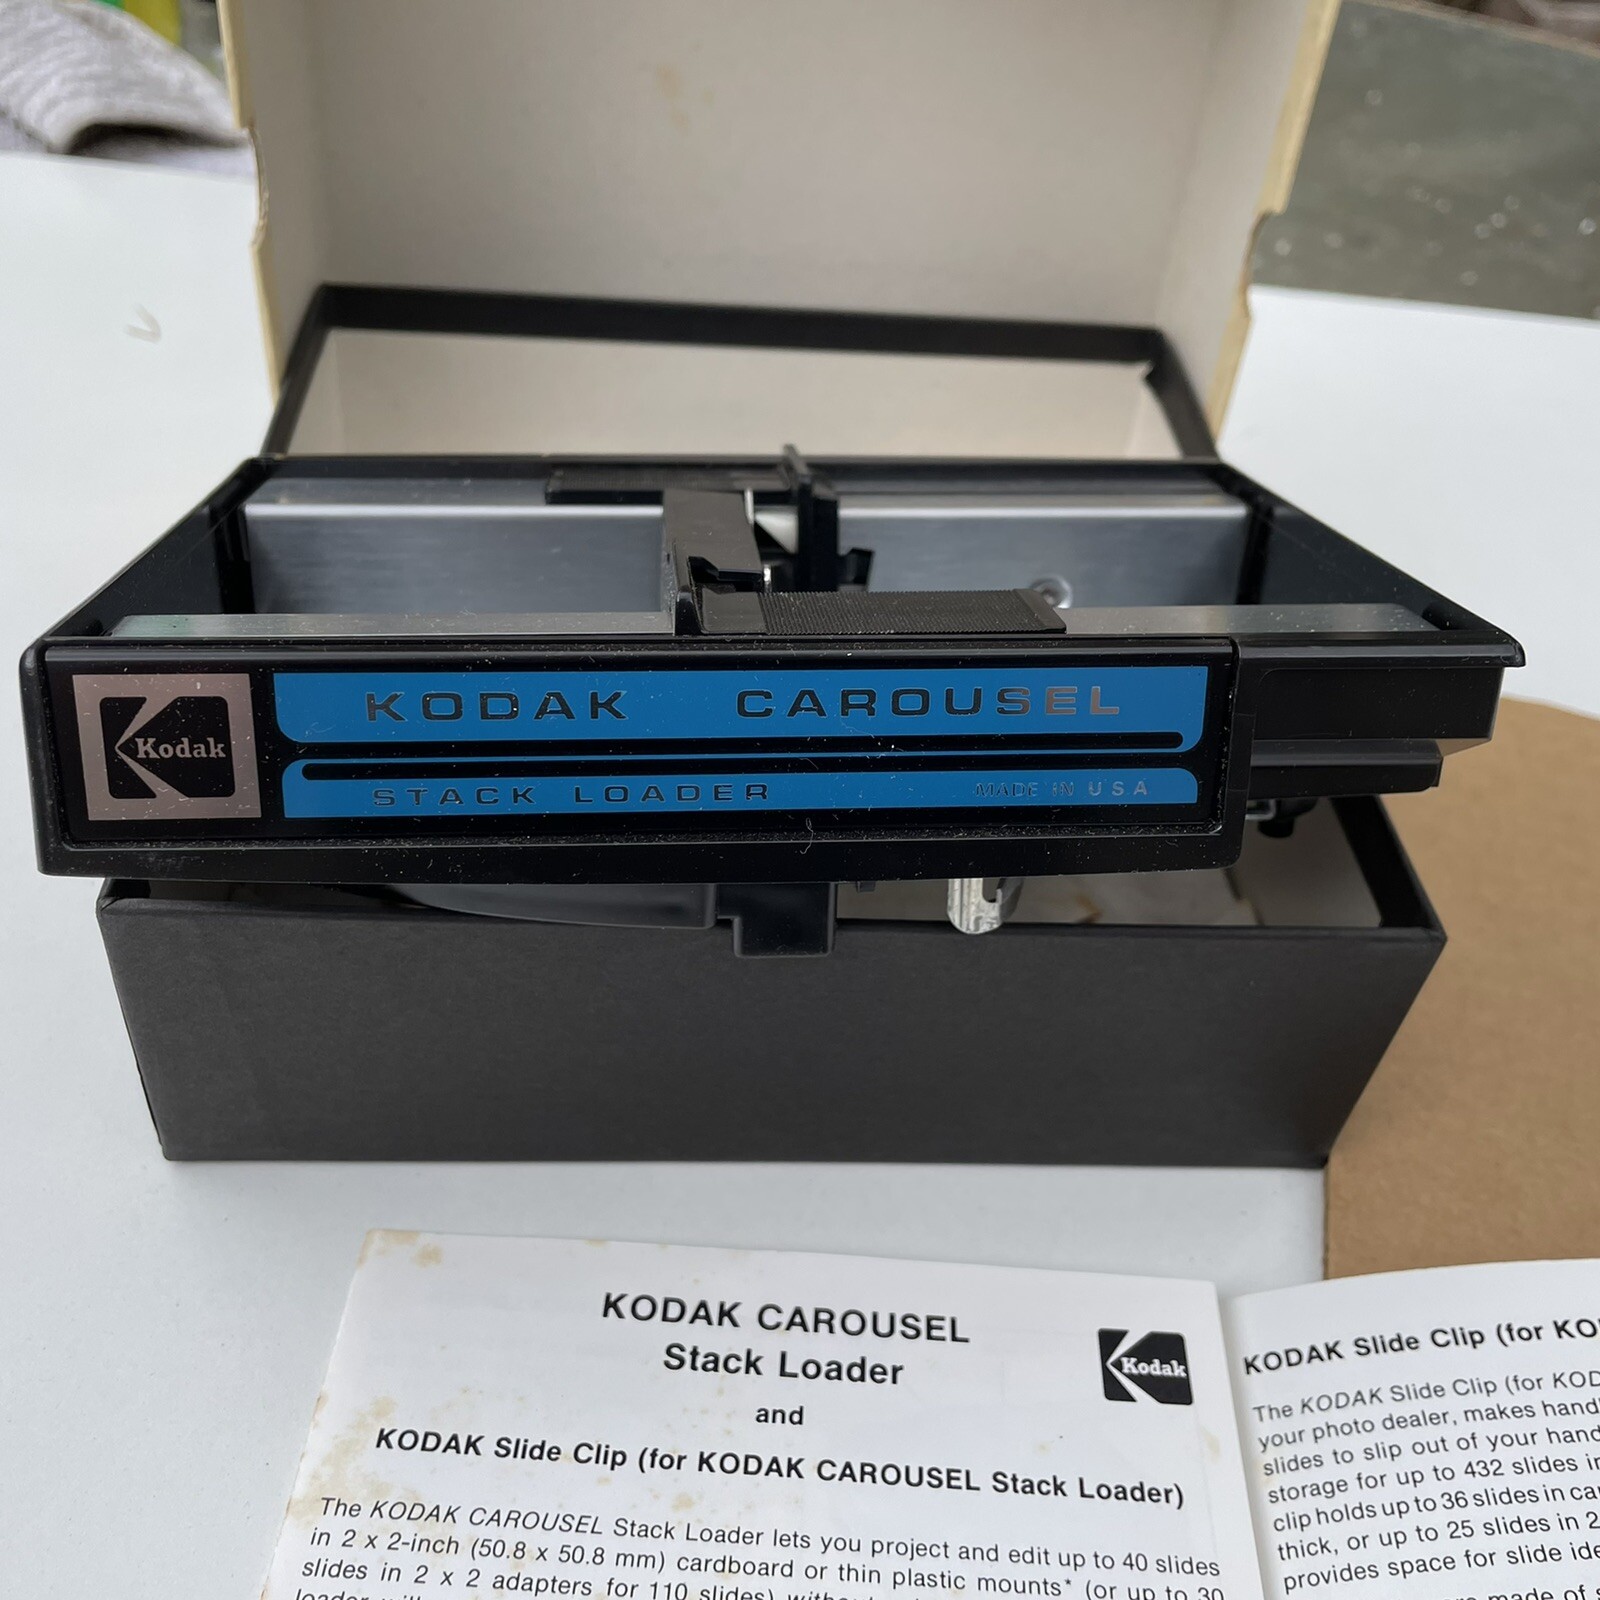 Kodak
KODAK CAROUSEL
STACK LOADER MADE IN USA
KODAK CAROUSEL
Stack Loader
and
KODAK Slide Clip (for KODAK CAROUSEL Stack Loader)
Kodak
The KODAK CAROUSEL Stack Loader lets you project and edit up to 40 slides
in 2 x 2-inch (50.8 x 50.8 mm) cardboard or thin plastic mounts* (or up to 30
slides in 2 x 2 adapters for 110 slides)
KODAK Slide Clip (for KO
The KODAK Slide Clip (for KOD
your photo dealer, makes handl
slides to slip out of your hand
storage for up to 432 slides in
clip holds up to 36 slides in ca
thick, or up to 25 slides in 2
provides space for slide ide
made of